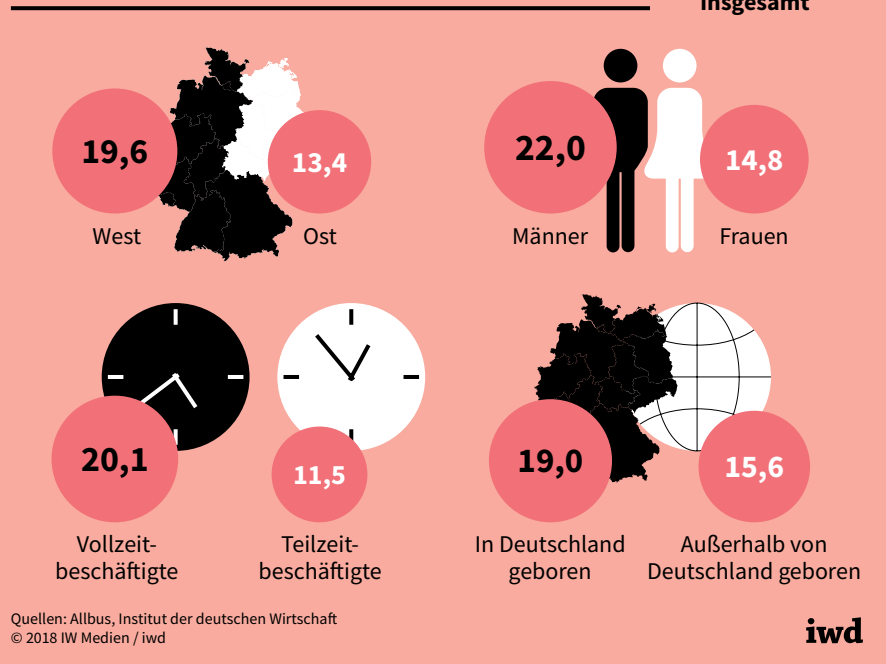 Insgesamt
19,6
13,4
West
Ost
22,0
14,8
Männer
Frauen
20,1
11,5
Vollzeit-
beschäftigte
Teilzeit-
beschäftigte
19,0
15,6
In Deutschland
geboren
Außerhalb von
Deutschland geboren
Quellen: Allbus, Institut der deutschen Wirtschaft
© 2018 IW Medien / iwd
iwd